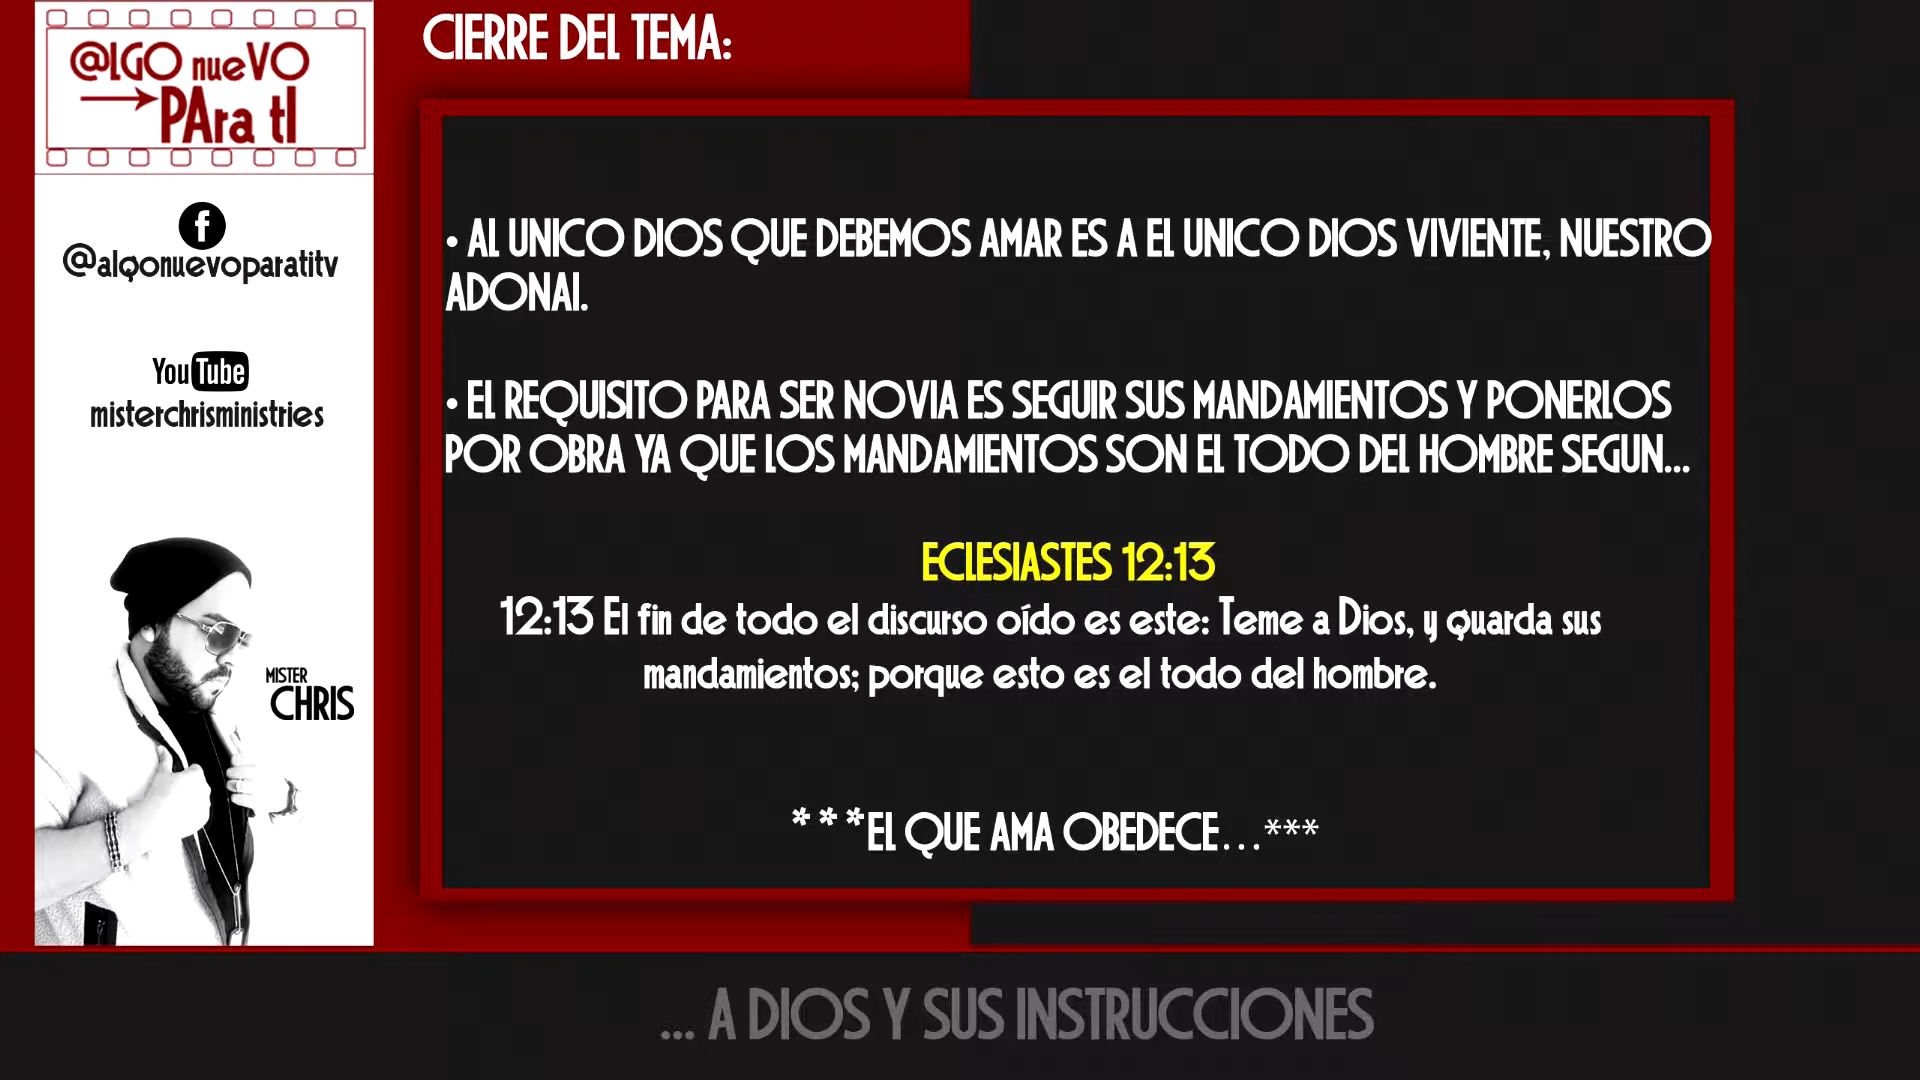 @LGO nueVO
PAra tI
@algonuevoparatitv
YouTube
misterchrisministries
MISTER
CHRIS
CIERRE DEL TEMA:
• AL UNICO DIOS QUE DEBEMOS AMAR ES A EL UNICO DIOS VIVIENTE, NUESTRO
ADONAI.
• EL REQUISITO PARA SER NOVIA ES SEGUIR SUS MANDAMIENTOS Y PONERLOS
POR OBRA YA QUE LOS MANDAMIENTOS SON EL TODO DEL HOMBRE SEGUN...
ECLESIASTES 12:13
12:13 El fin de todo el discurso oído es este: Teme a Dios, y guarda sus
mandamientos; porque esto es el todo del hombre.
***EL QUE AMA OBEDECE...***
... A DIOS Y SUS INSTRUCCIONES